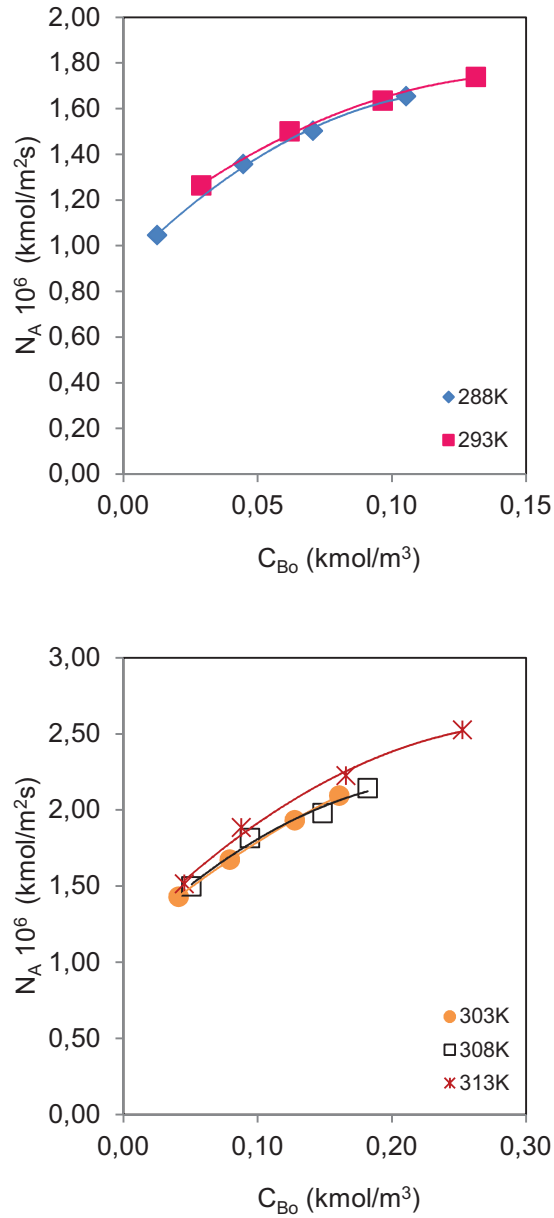 2,00
1,80
1,60
1,40
1,20
1,00
0,80
0,60
0,40
0,20
0,00
N_A 10^6 (kmol/m^2s)
288K
293K
0,00 0,05 0,10 0,15
C_Bo (kmol/m^3)
3,00
2,50
2,00
1,50
1,00
0,50
0,00
N_A 10^6 (kmol/m^2s)
303K
308K
313K
0,00 0,10 0,20 0,30
C_Bo (kmol/m^3)